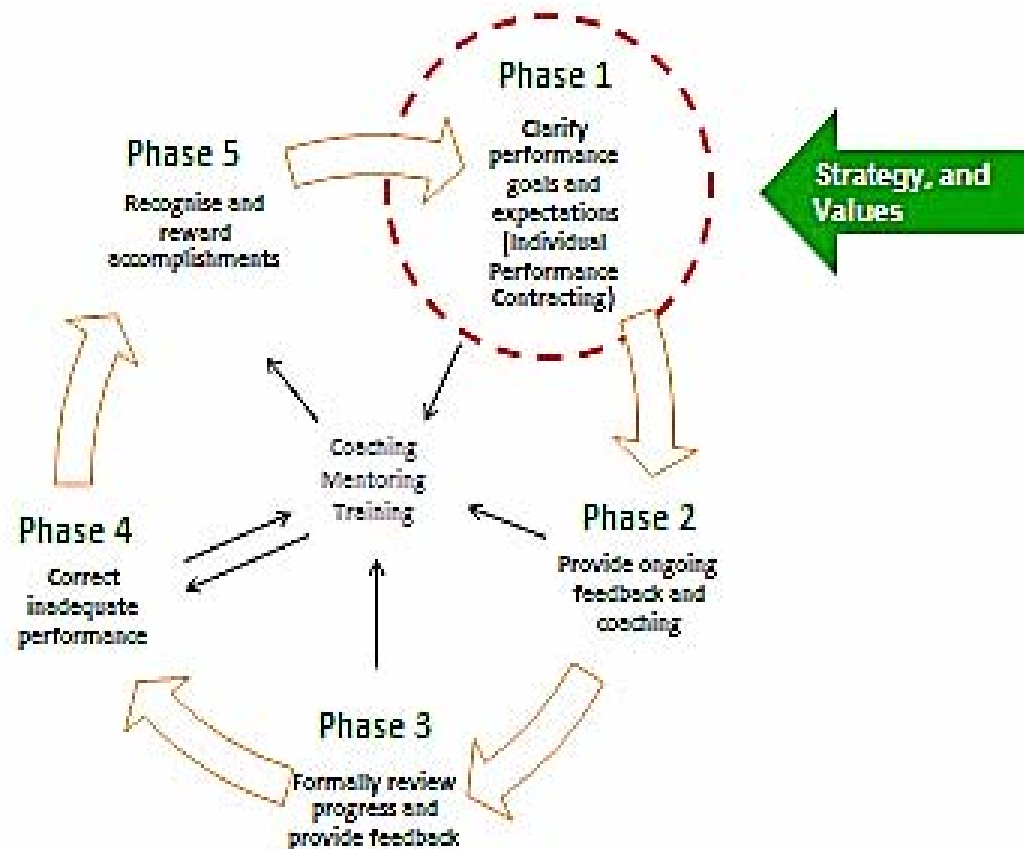 Phase 1
Clarify
performance
goals and
expectations
(Individual
Performance
Contracting)
Strategy, and
Values
Phase 2
Provide ongoing
feedback and
coaching
Phase 3
Formally review
progress and
provide feedback
Phase 4
Correct
inadequate
performance
Phase 5
Recognise and
reward
accomplishments
Coaching
Mentoring
Training